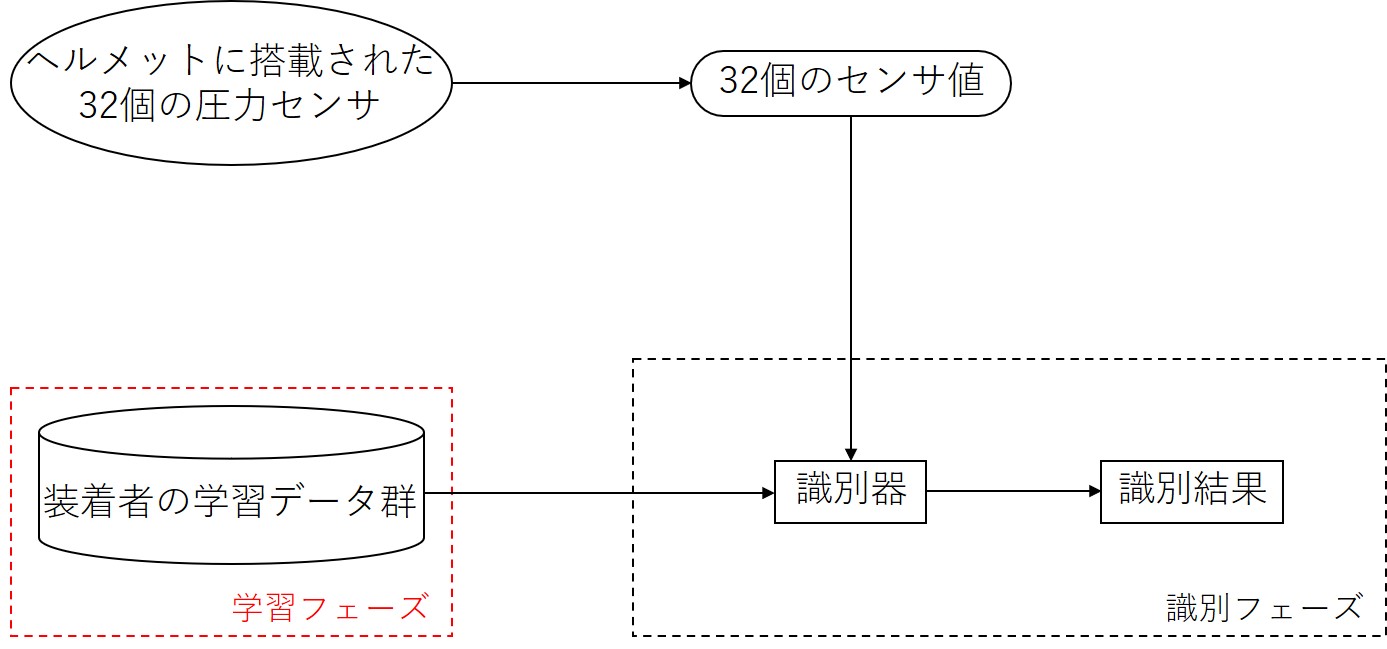 ヘルメットに搭載された
32個の圧力センサ
32個のセンサ値
装着者の学習データ群
識別器
識別結果
学習フェーズ
識別フェーズ